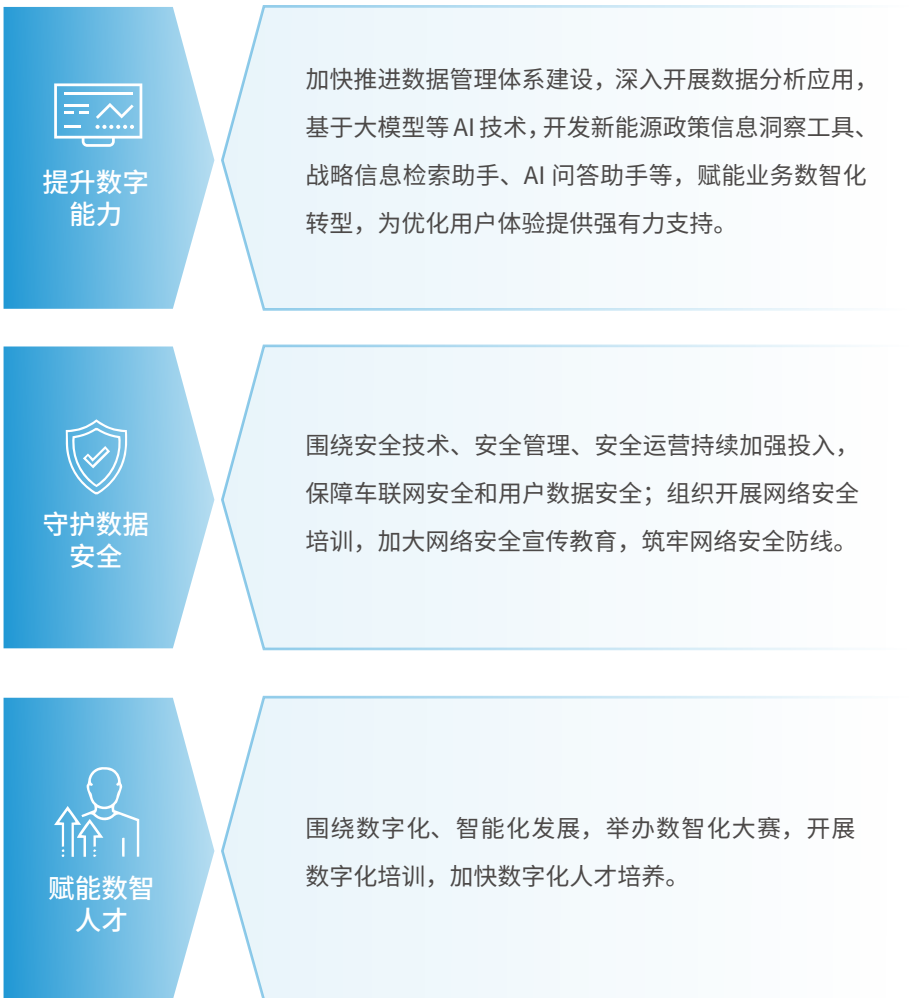 提升数字
能力
加快推进数据管理体系建设，深入开展数据分析应用，
基于大模型等 AI 技术，开发新能源政策信息洞察工具、
战略信息检索助手、AI 问答助手等，赋能业务数智化
转型，为优化用户体验提供强有力支持。
守护数据
安全
围绕安全技术、安全管理、安全运营持续加强投入，
保障车联网安全和用户数据安全；组织开展网络安全
培训，加大网络安全宣传教育，筑牢网络安全防线。
赋能数智
人才
围绕数字化、智能化发展，举办数智化大赛，开展
数字化培训，加快数字化人才培养。